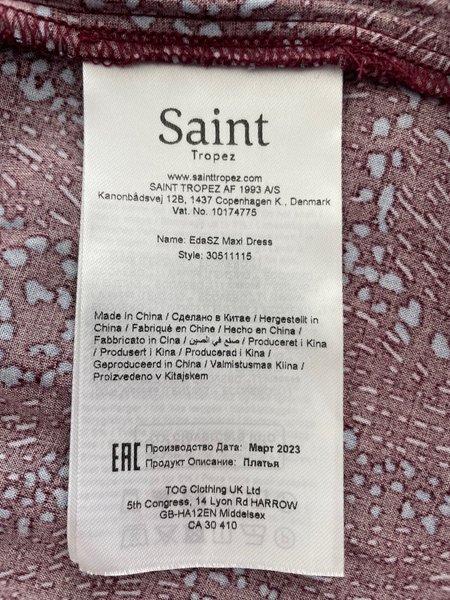 Saint
Tropez
www.sainttropez.com
SAINT TROPEZ AF 1993 A/S
Kanonbådsvej 12B, 1437 Copenhagen K., Denmark
Vat. No. 10174775
Name: EdaSZ Maxi Dress
Style: 30511115
Made in China / Сделано в Китае / Hergestellt in
China / Fabriqué en Chine / Hecho en China /
Fabbricato in Cina / صنع في الصين / Produceret i Kina
/ Produsert i Kina / Producerad i Kina /
Geproduceerd in China / Valmistusmaa Kiina /
Proizvedeno v Kitajskem
EAC Производство Дата: Март 2023
Продукт Описание: Платья
TOG Clothing UK Ltd
5th Congress, 14 Lyon Rd HARROW
GB-HA12EN Middelsex
CA 30 410